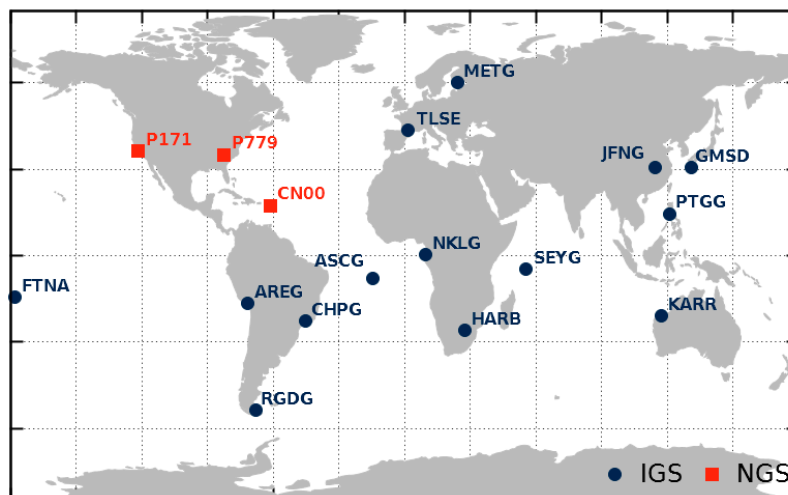 METG
TLSE
P171
P779
JFNG
GMSD
CN00
PTGG
NKLG
ASCG
SEYG
FTNA
AREG
CHPG
HARB
KARR
RGDG
IGS
NGS